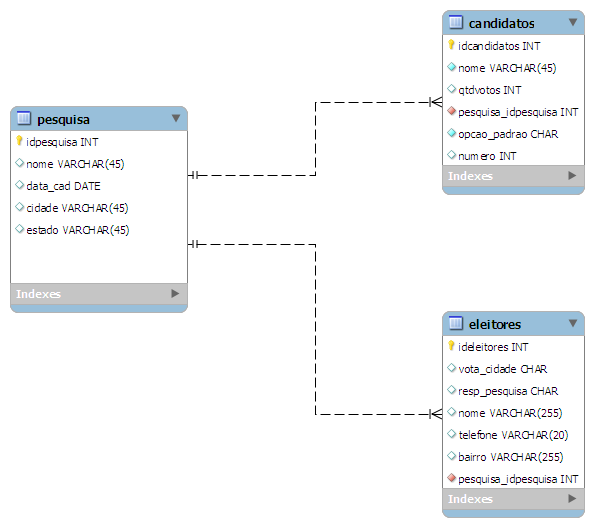 pesquisa
idpesquisa INT
nome VARCHAR(45)
data_cad DATE
cidade VARCHAR(45)
estado VARCHAR(45)
Indexes
candidatos
idcandidatos INT
nome VARCHAR(45)
qtdvotos INT
pesquisa_idpesquisa INT
opcao_padrao CHAR
numero INT
Indexes
eleitores
ideleitores INT
vota_cidade CHAR
resp_pesquisa CHAR
nome VARCHAR(255)
telefone VARCHAR(20)
bairro VARCHAR(255)
pesquisa_idpesquisa INT
Indexes